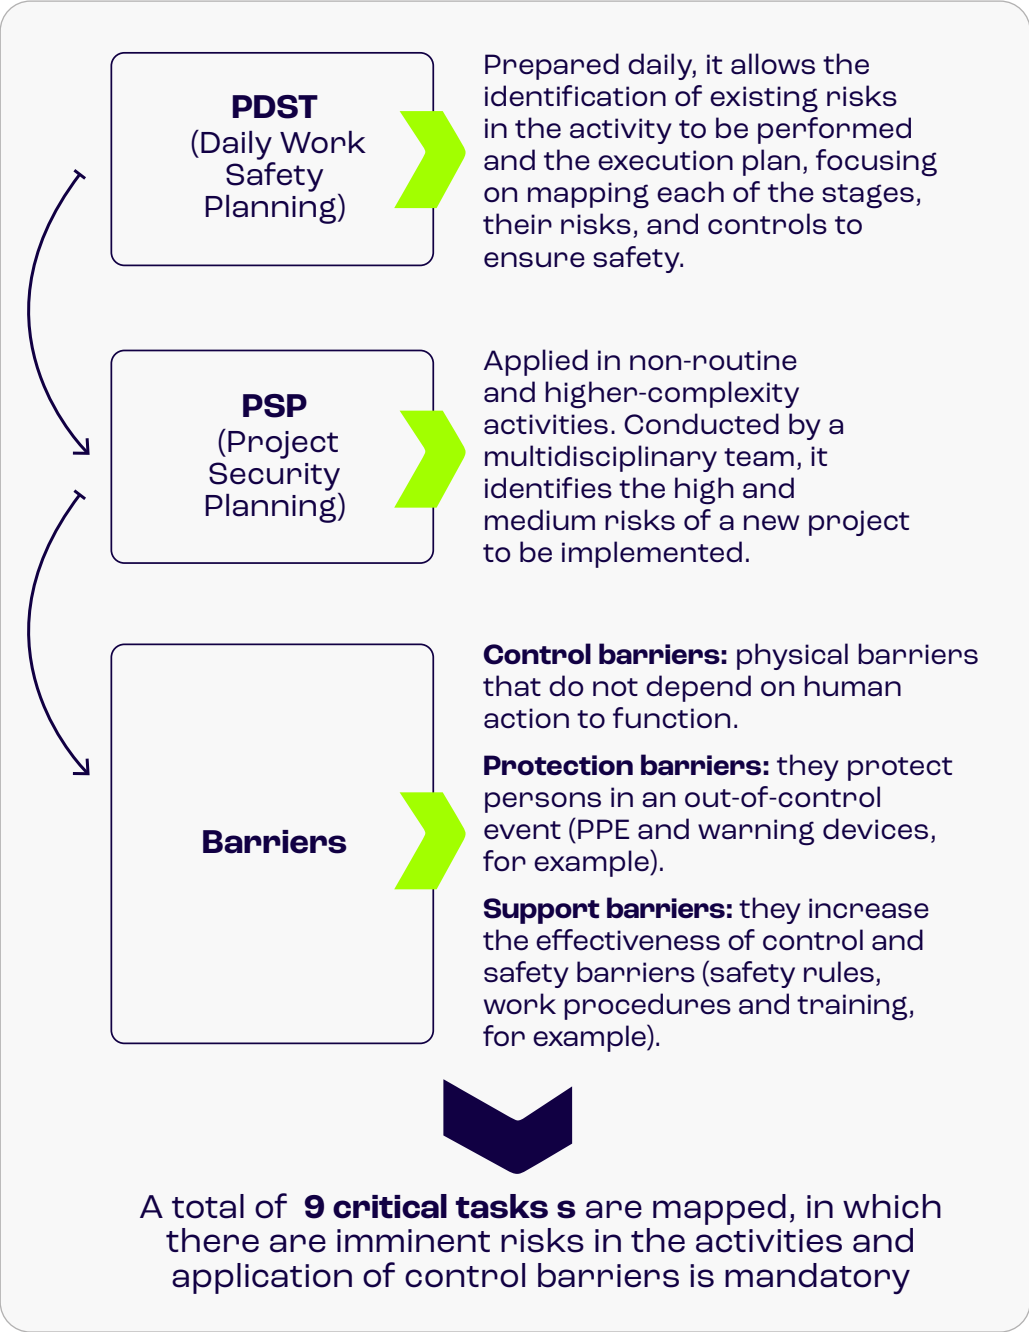 PDST
(Daily Work
Safety
Planning)
Prepared daily, it allows the
identification of existing risks
in the activity to be performed
and the execution plan, focusing
on mapping each of the stages,
their risks, and controls to
ensure safety.
PSP
(Project
Security
Planning)
Applied in non-routine
and higher-complexity
activities. Conducted by a
multidisciplinary team, it
identifies the high and
medium risks of a new project
to be implemented.
Barriers
Control barriers: physical barriers
that do not depend on human
action to function.
Protection barriers: they protect
persons in an out-of-control
event (PPE and warning devices,
for example).
Support barriers: they increase
the effectiveness of control and
safety barriers (safety rules,
work procedures and training,
for example).
A total of 9 critical tasks s are mapped, in which
there are imminent risks in the activities and
application of control barriers is mandatory